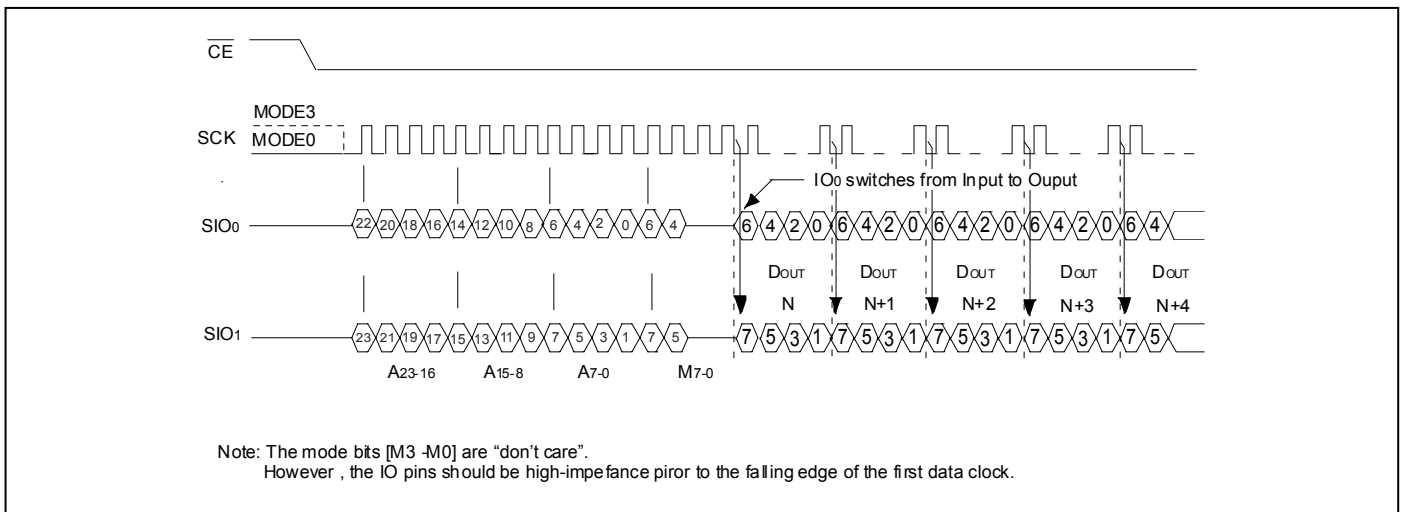 CE
MODE3
SCK MODE0
IO0 switches from Input to Ouput
SIO0 22 20 18 16 14 12 10 8 6 4 2 0 6 4 6 4 2 0 6 4 2 0 6 4 2 0 6 4 2 0 6 4
DOUT DOUT DOUT DOUT DOUT
N N+1 N+2 N+3 N+4
SIO1 23 21 19 17 15 13 11 9 7 5 3 1 7 5 7 5 3 1 7 5 3 1 7 5 3 1 7 5 3 1 7 5
A23-16 A15-8 A7-0 M7-0
Note: The mode bits [M3 -M0] are “don’t care”.
However , the IO pins should be high-impefance piror to the falling edge of the first data clock.